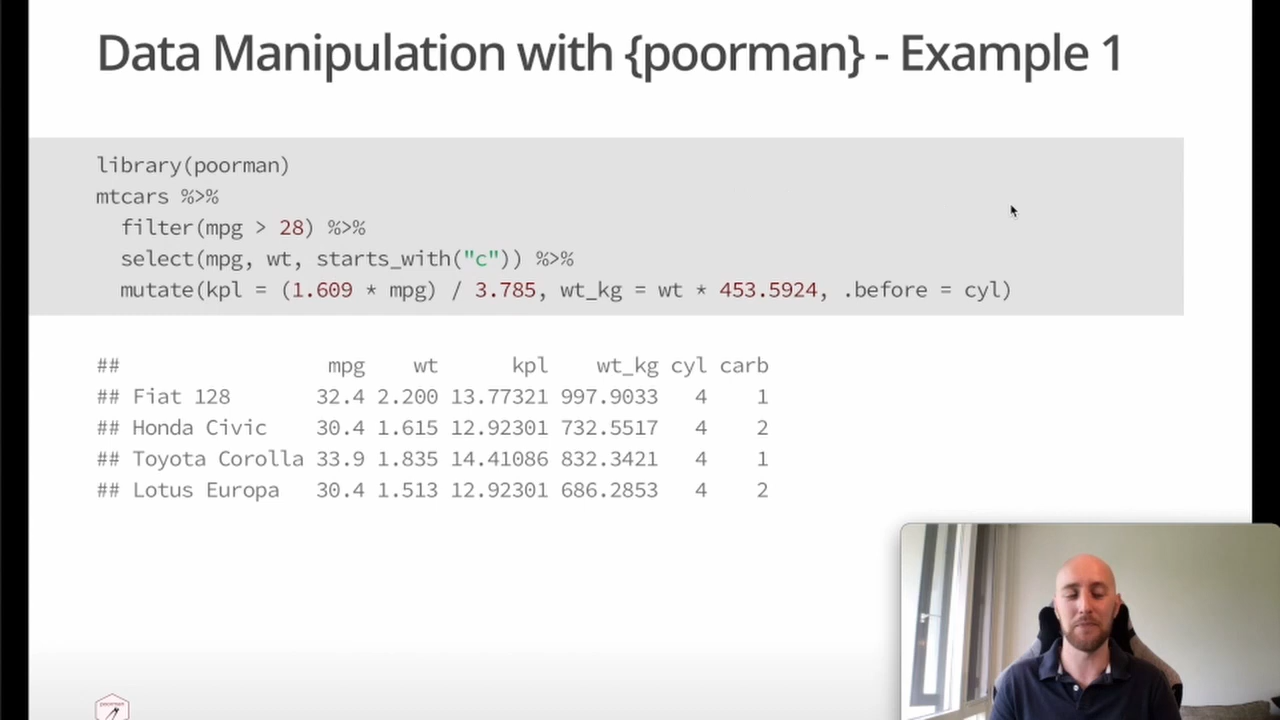 Data Manipulation with {poorman} - Example 1
library(poorman)
mtcars %>%
  filter(mpg > 28) %>%
  select(mpg, wt, starts_with("c")) %>%
  mutate(kpl = (1.609 * mpg) / 3.785, wt_kg = wt * 453.5924, .before = cyl)
##                 mpg    wt      kpl    wt_kg cyl carb
## Fiat 128       32.4 2.200 13.77321 997.9033   4    1
## Honda Civic    30.4 1.615 12.92301 732.5517   4    2
## Toyota Corolla 33.9 1.835 14.41086 832.3421   4    1
## Lotus Europa   30.4 1.513 12.92301 686.2853   4    2
poorman